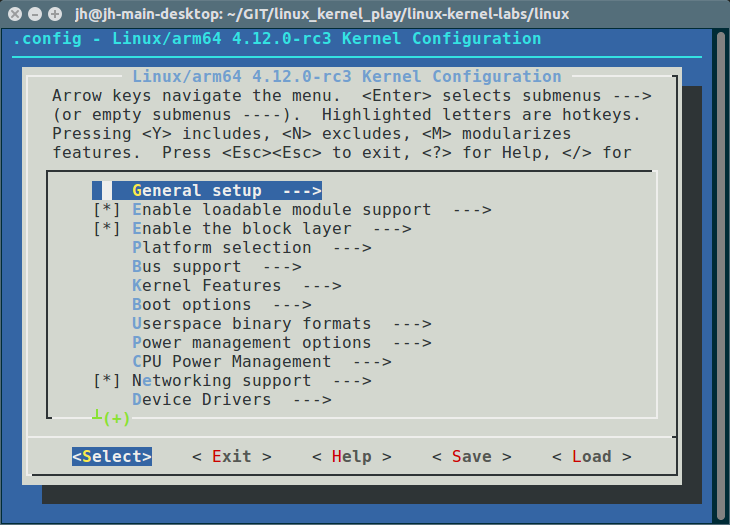 jh@jh-main-desktop: ~/GIT/linux_kernel_play/linux-kernel-labs/linux
.config - Linux/arm64 4.12.0-rc3 Kernel Configuration
Linux/arm64 4.12.0-rc3 Kernel Configuration
Arrow keys navigate the menu.  <Enter> selects submenus --->
(or empty submenus ----).  Highlighted letters are hotkeys.
Pressing <Y> includes, <N> excludes, <M> modularizes
features.  Press <Esc><Esc> to exit, <?> for Help, </> for
General setup  --->
[*] Enable loadable module support  --->
[*] Enable the block layer  --->
Platform selection  --->
Bus support  --->
Kernel Features  --->
Boot options  --->
Userspace binary formats  --->
Power management options  --->
CPU Power Management  --->
[*] Networking support  --->
Device Drivers  --->
┴(+)
<Select>    < Exit >    < Help >    < Save >    < Load >